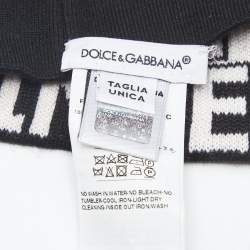 DOLCE & GABBANA®
TAGLIA
UNICA
NO WASH IN WATER-NO BLEACH-NO
TUMBLER-COOL IRON-LIGHT DRY
CLEANING INSIDE OUT IRON-WASH